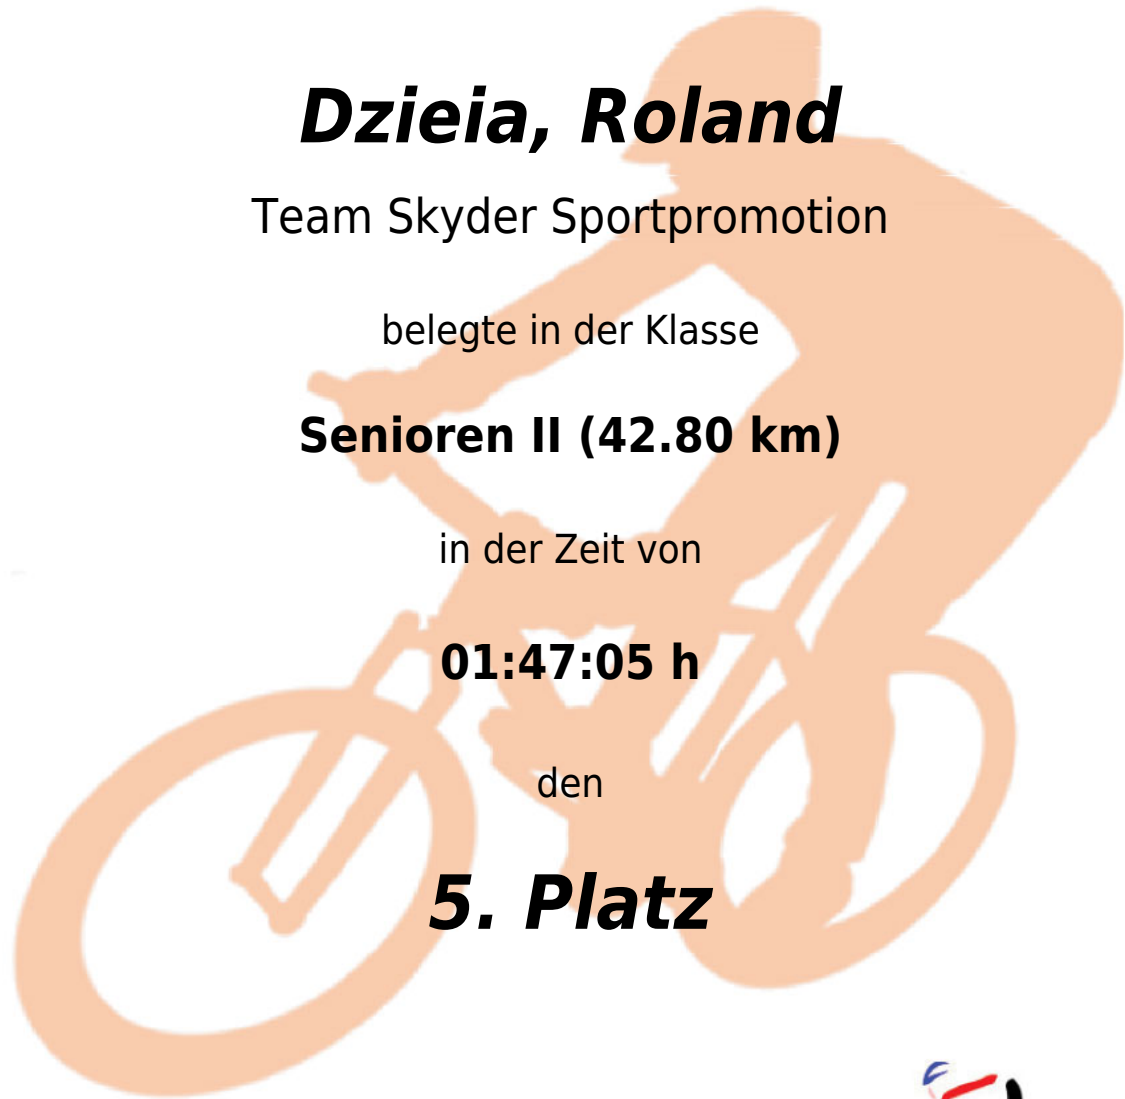 Dzieia, Roland
Team Skyder Sportpromotion
belegte in der Klasse
Senioren II (42.80 km)
in der Zeit von
01:47:05 h
den
5. Platz